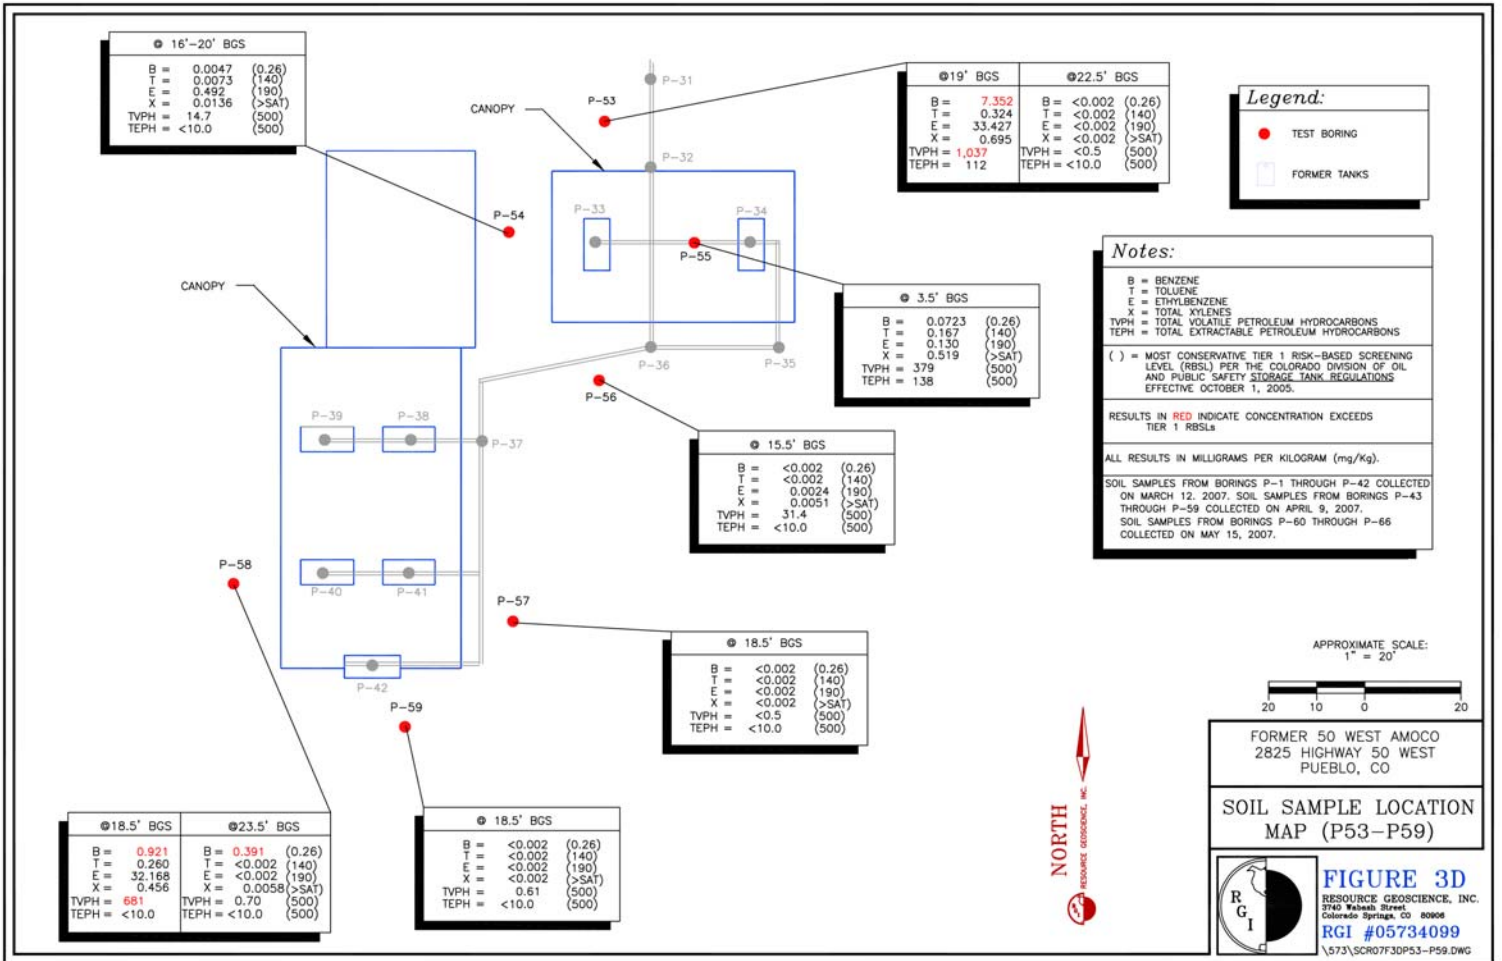 @ 16'-20' BGS
B = 0.0047 (0.26)
T = 0.0073 (140)
E = 0.492 (190)
X = 0.0136 (>SAT)
TVPH = 14.7 (500)
TEPH = <10.0 (500)
CANOPY
P-53
P-31
P-32
@19' BGS @22.5' BGS
B = 7.352 B = <0.002 (0.26)
T = 0.324 T = <0.002 (140)
E = 33.427 E = <0.002 (190)
X = 0.695 X = <0.002 (>SAT)
TVPH = 1,037 TVPH = <0.5 (500)
TEPH = 112 TEPH = <10.0 (500)
Legend:
TEST BORING
FORMER TANKS
P-54
P-33
P-34
P-55
CANOPY
@ 3.5' BGS
B = 0.0723 (0.26)
T = 0.167 (140)
E = 0.130 (190)
X = 0.519 (>SAT)
TVPH = 379 (500)
TEPH = 138 (500)
Notes:
B = BENZENE
T = TOLUENE
E = ETHYLBENZENE
X = TOTAL XYLENES
TVPH = TOTAL VOLATILE PETROLEUM HYDROCARBONS
TEPH = TOTAL EXTRACTABLE PETROLEUM HYDROCARBONS
( ) = MOST CONSERVATIVE TIER 1 RISK-BASED SCREENING
LEVEL (RBSL) PER THE COLORADO DIVISION OF OIL
AND PUBLIC SAFETY STORAGE TANK REGULATIONS
EFFECTIVE OCTOBER 1, 2005.
RESULTS IN RED INDICATE CONCENTRATION EXCEEDS
TIER 1 RBSLs
ALL RESULTS IN MILLIGRAMS PER KILOGRAM (mg/Kg).
SOIL SAMPLES FROM BORINGS P-1 THROUGH P-42 COLLECTED
ON MARCH 12. 2007. SOIL SAMPLES FROM BORINGS P-43
THROUGH P-59 COLLECTED ON APRIL 9, 2007.
SOIL SAMPLES FROM BORINGS P-60 THROUGH P-66
COLLECTED ON MAY 15, 2007.
P-36
P-35
P-56
P-39
P-38
P-37
@ 15.5' BGS
B = <0.002 (0.26)
T = <0.002 (140)
E = 0.0024 (190)
X = 0.0051 (>SAT)
TVPH = 31.4 (500)
TEPH = <10.0 (500)
P-58
P-40
P-41
P-57
@ 18.5' BGS
B = <0.002 (0.26)
T = <0.002 (140)
E = <0.002 (190)
X = <0.002 (>SAT)
TVPH = <0.5 (500)
TEPH = <10.0 (500)
P-42
P-59
@18.5' BGS @23.5' BGS
B = 0.921 B = 0.391 (0.26)
T = 0.260 T = <0.002 (140)
E = 32.168 E = <0.002 (190)
X = 0.456 X = 0.0058 (>SAT)
TVPH = 681 TVPH = 0.70 (500)
TEPH = <10.0 TEPH = <10.0 (500)
@ 18.5' BGS
B = <0.002 (0.26)
T = <0.002 (140)
E = <0.002 (190)
X = <0.002 (>SAT)
TVPH = 0.61 (500)
TEPH = <10.0 (500)
NORTH
RESOURCE GEOSCIENCE, INC.
APPROXIMATE SCALE:
1" = 20'
20 10 0 20
FORMER 50 WEST AMOCO
2825 HIGHWAY 50 WEST
PUEBLO, CO
SOIL SAMPLE LOCATION
MAP (P53-P59)
RGI
FIGURE 3D
RESOURCE GEOSCIENCE, INC.
3740 Wabash Street
Colorado Springs, CO 80906
RGI #05734099
\573\SCR07F3DP53-P59.DWG